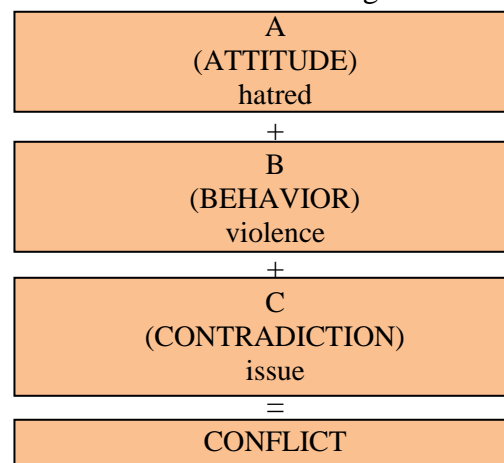 A
(ATTITUDE)
hatred
+
B
(BEHAVIOR)
violence
+
C
(CONTRADICTION)
issue
=
CONFLICT